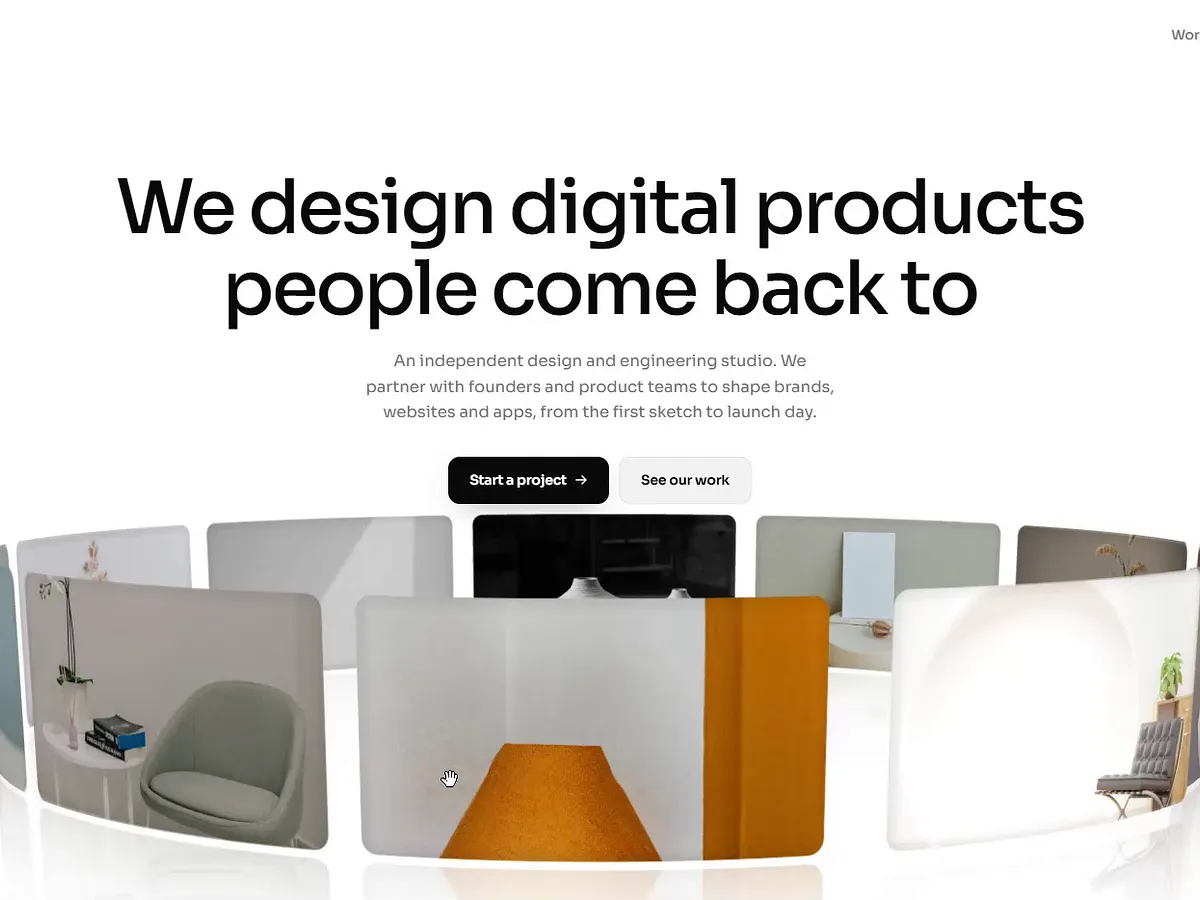 Wor
We design digital products
people come back to
An independent design and engineering studio. We
partner with founders and product teams to shape brands,
websites and apps, from the first sketch to launch day.
Start a project →
See our work